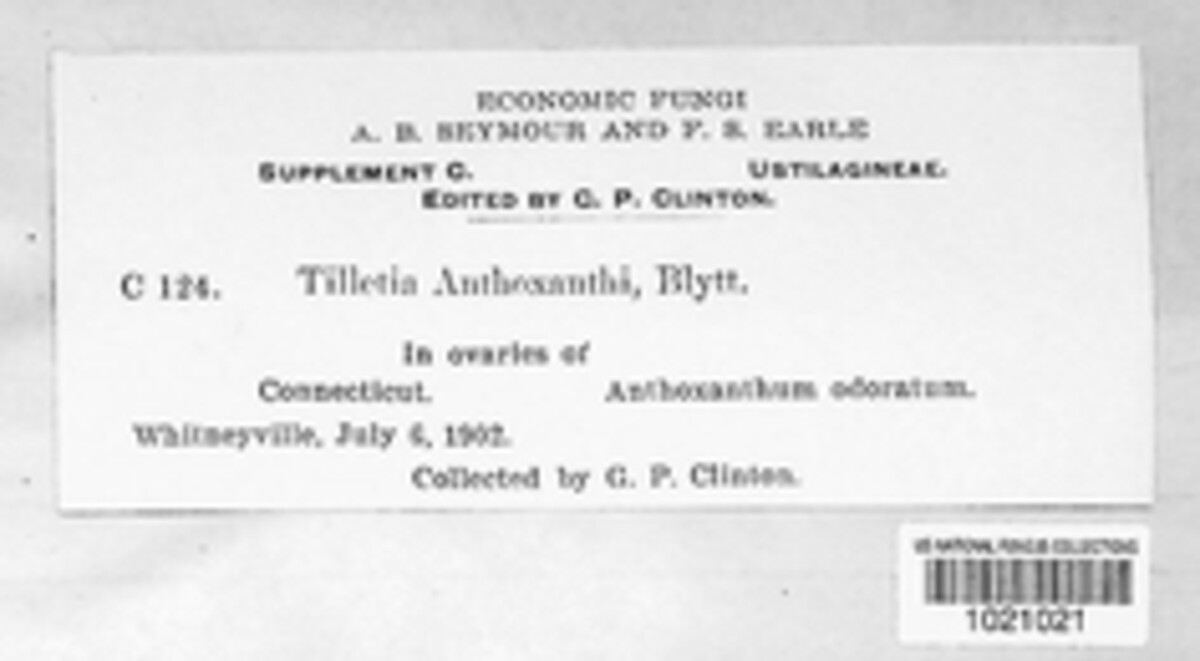 ECONOMIC FUNGI
A. B. SEYMOUR AND F. S. EARLE
SUPPLEMENT C. USTILAGINEAE.
EDITED BY G. P. CLINTON.
C 124. Tilletia Anthoxanthi, Blytt.
In ovaries of
Connecticut. Anthoxanthum odoratum.
Whitneyville, July 6, 1902.
Collected by G. P. Clinton.
US NATIONAL FUNGUS COLLECTIONS
1021021